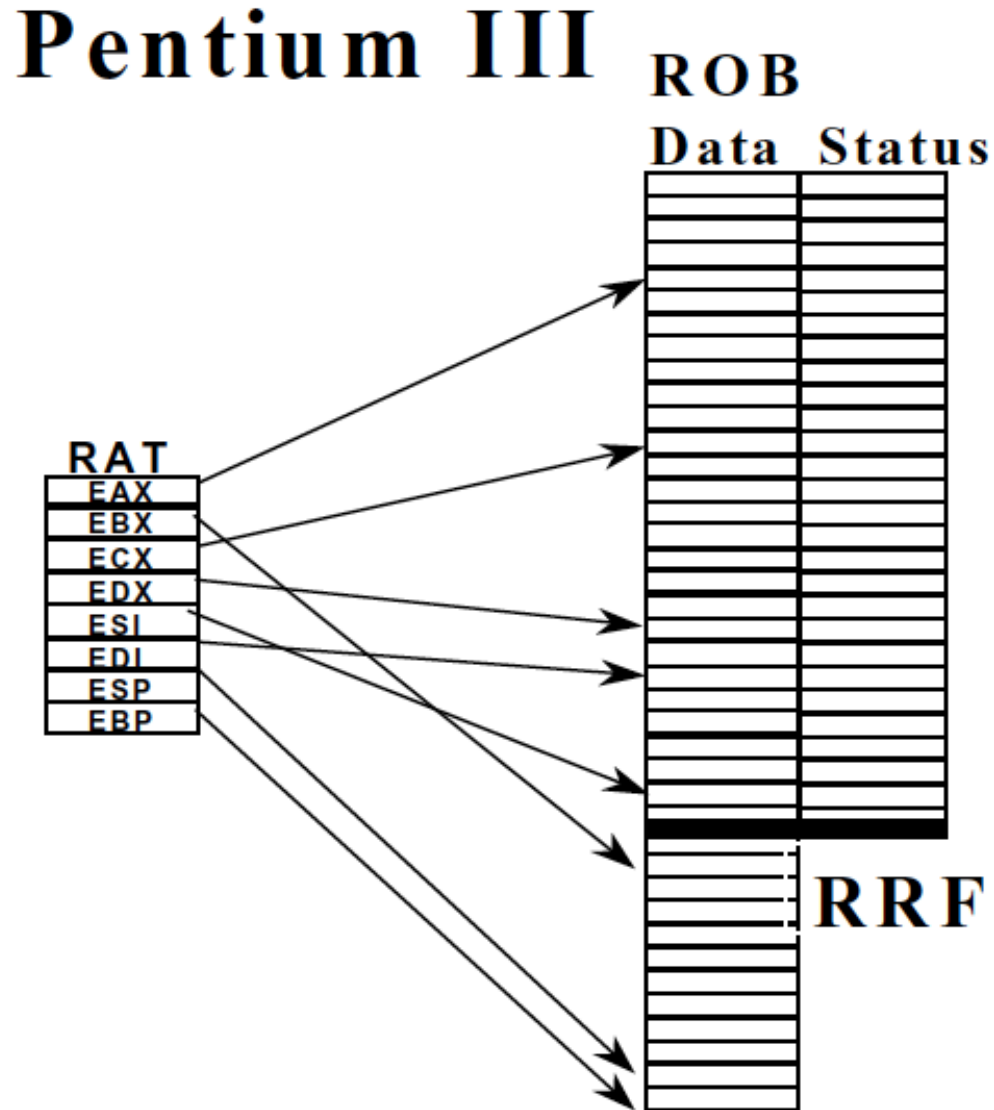 Pentium III
ROB
Data Status
RAT
EAX
EBX
ECX
EDX
ESI
EDI
ESP
EBP
RRF